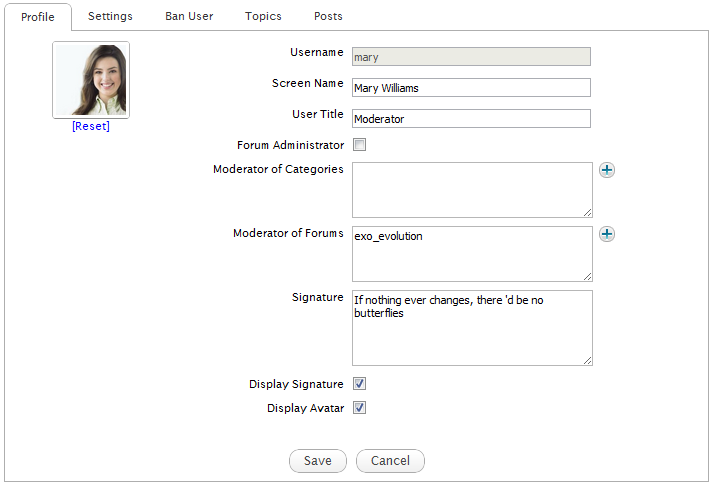 Profile Settings Ban User Topics Posts
[Reset]
Username mary
Screen Name Mary Williams
User Title Moderator
Forum Administrator
Moderator of Categories
Moderator of Forums exo_evolution
Signature If nothing ever changes, there 'd be no
butterflies
Display Signature
Display Avatar
Save Cancel